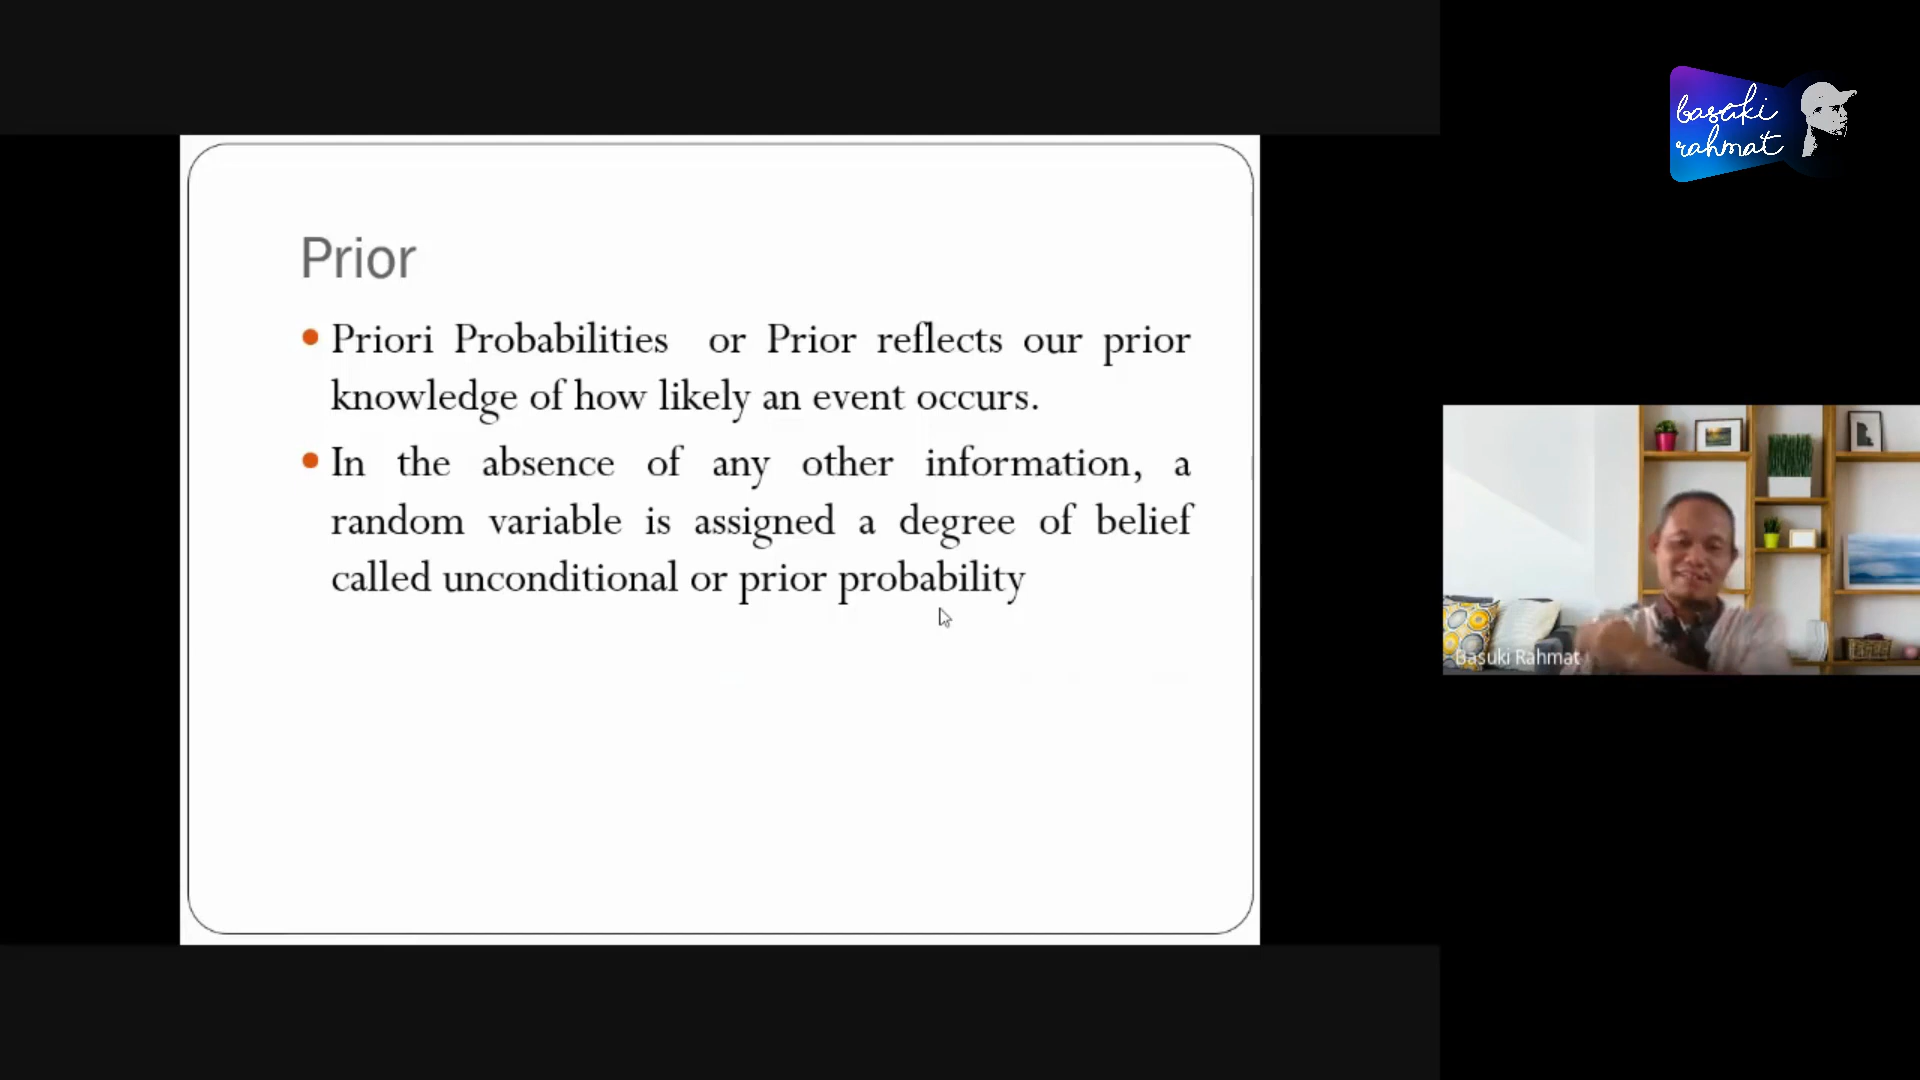 basuki
rahmat
Prior
Priori Probabilities or Prior reflects our prior
knowledge of how likely an event occurs.
In the absence of any other information, a
random variable is assigned a degree of belief
called unconditional or prior probability
Basuki Rahmat